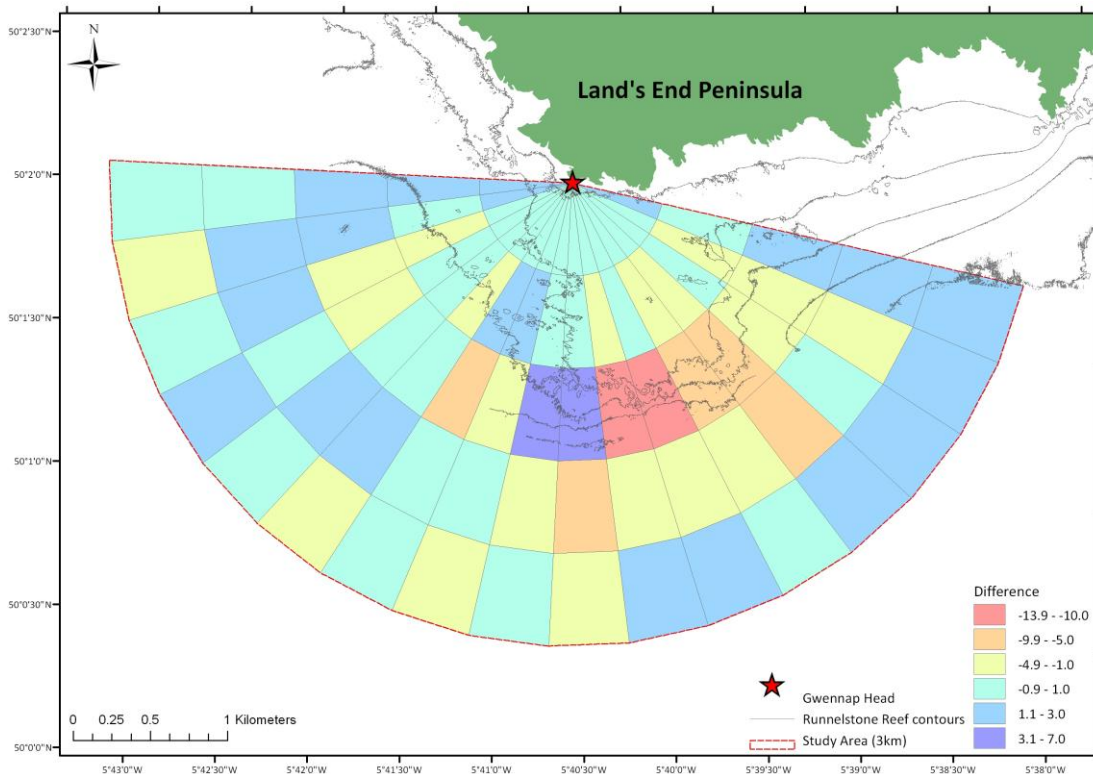 50°2'30"N
N
Land's End Peninsula
50°2'0"N
50°1'30"N
50°1'0"N
50°0'30"N
50°0'0"N
Difference
-13.9 - -10.0
-9.9 - -5.0
-4.9 - -1.0
-0.9 - 1.0
1.1 - 3.0
3.1 - 7.0
Gwennap Head
Runnelstone Reef contours
Study Area (3km)
0 0.25 0.5 1 Kilometers
5°43'0"W 5°42'30"W 5°42'0"W 5°41'30"W 5°41'0"W 5°40'30"W 5°40'0"W 5°39'30"W 5°39'0"W 5°38'30"W 5°38'0"W